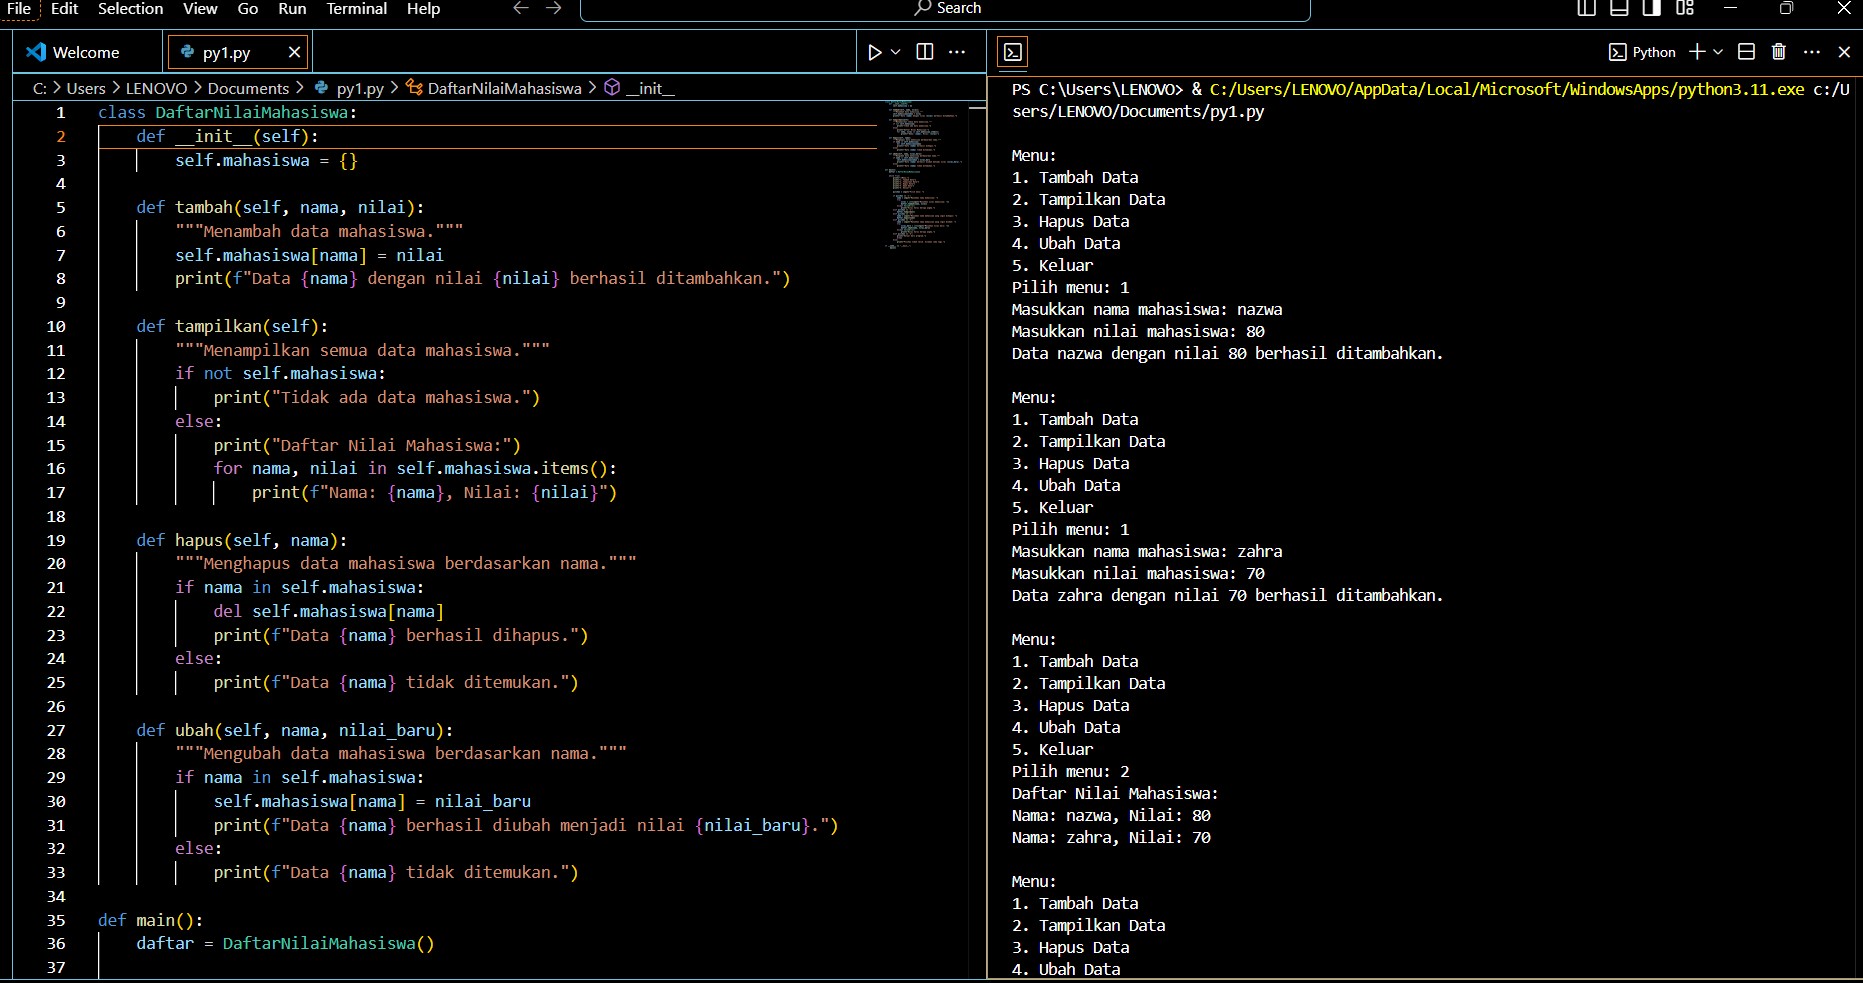 File Edit Selection View Go Run Terminal Help
Search
Welcome
py1.py
Python
C: > Users > LENOVO > Documents > py1.py > DaftarNilaiMahasiswa > __init__
1 class DaftarNilaiMahasiswa:
2 def __init__(self):
3 self.mahasiswa = {}
4
5 def tambah(self, nama, nilai):
6 """Menambah data mahasiswa."""
7 self.mahasiswa[nama] = nilai
8 print(f"Data {nama} dengan nilai {nilai} berhasil ditambahkan.")
9
10 def tampilkan(self):
11 """Menampilkan semua data mahasiswa."""
12 if not self.mahasiswa:
13 print("Tidak ada data mahasiswa.")
14 else:
15 print("Daftar Nilai Mahasiswa:")
16 for nama, nilai in self.mahasiswa.items():
17 print(f"Nama: {nama}, Nilai: {nilai}")
18
19 def hapus(self, nama):
20 """Menghapus data mahasiswa berdasarkan nama."""
21 if nama in self.mahasiswa:
22 del self.mahasiswa[nama]
23 print(f"Data {nama} berhasil dihapus.")
24 else:
25 print(f"Data {nama} tidak ditemukan.")
26
27 def ubah(self, nama, nilai_baru):
28 """Mengubah data mahasiswa berdasarkan nama."""
29 if nama in self.mahasiswa:
30 self.mahasiswa[nama] = nilai_baru
31 print(f"Data {nama} berhasil diubah menjadi nilai {nilai_baru}.")
32 else:
33 print(f"Data {nama} tidak ditemukan.")
34
35 def main():
36 daftar = DaftarNilaiMahasiswa()
37
PS C:\Users\LENOVO> & C:/Users/LENOVO/AppData/Local/Microsoft/WindowsApps/python3.11.exe c:/U
sers/LENOVO/Documents/py1.py
Menu:
1. Tambah Data
2. Tampilkan Data
3. Hapus Data
4. Ubah Data
5. Keluar
Pilih menu: 1
Masukkan nama mahasiswa: nazwa
Masukkan nilai mahasiswa: 80
Data nazwa dengan nilai 80 berhasil ditambahkan.
Menu:
1. Tambah Data
2. Tampilkan Data
3. Hapus Data
4. Ubah Data
5. Keluar
Pilih menu: 1
Masukkan nama mahasiswa: zahra
Masukkan nilai mahasiswa: 70
Data zahra dengan nilai 70 berhasil ditambahkan.
Menu:
1. Tambah Data
2. Tampilkan Data
3. Hapus Data
4. Ubah Data
5. Keluar
Pilih menu: 2
Daftar Nilai Mahasiswa:
Nama: nazwa, Nilai: 80
Nama: zahra, Nilai: 70
Menu:
1. Tambah Data
2. Tampilkan Data
3. Hapus Data
4. Ubah Data